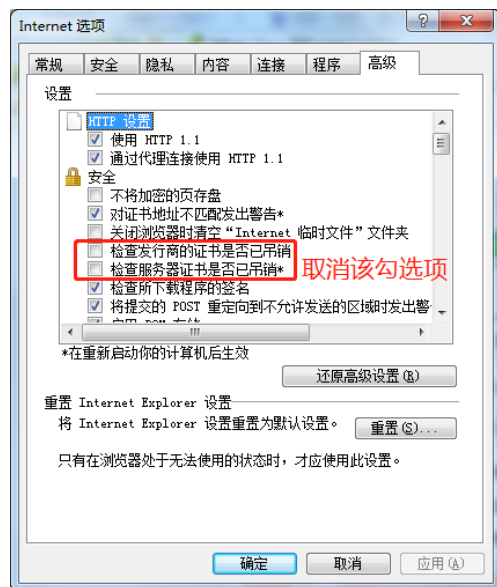 Internet 选项
常规 安全 隐私 内容 连接 程序 高级
设置
HTTP 设置
使用 HTTP 1.1
通过代理连接使用 HTTP 1.1
安全
不将加密的页存盘
对证书地址不匹配发出警告*
关闭浏览器时清空“Internet 临时文件”文件夹
检查发行商的证书是否已吊销
检查服务器证书是否已吊销*
取消该勾选项
检查所下载程序的签名
将提交的 POST 重定向到不允许发送的区域时发出警
*在重新启动你的计算机后生效
还原高级设置(R)
重置 Internet Explorer 设置
将 Internet Explorer 设置重置为默认设置。
重置(S)...
只有在浏览器处于无法使用的状态时，才应使用此设置。
确定 取消 应用(A)